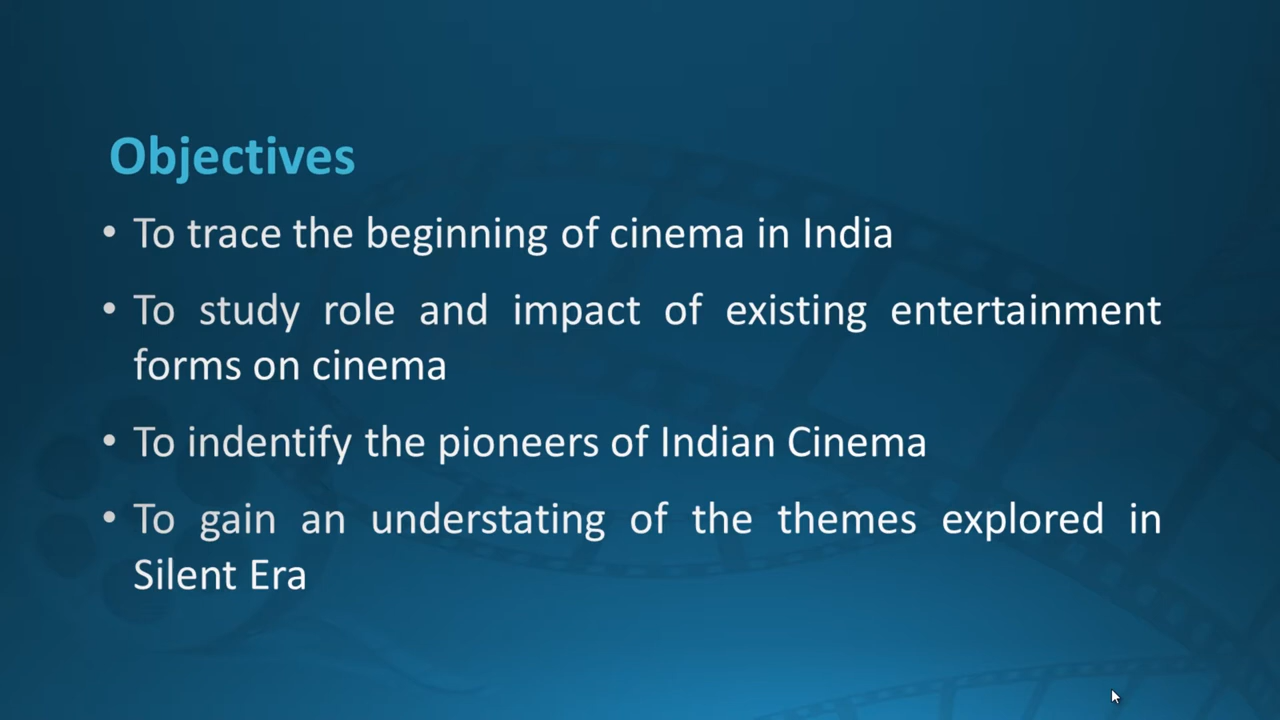 Objectives
• To trace the beginning of cinema in India
• To study role and impact of existing entertainment
forms on cinema
• To indentify the pioneers of Indian Cinema
• To gain an understating of the themes explored in
Silent Era